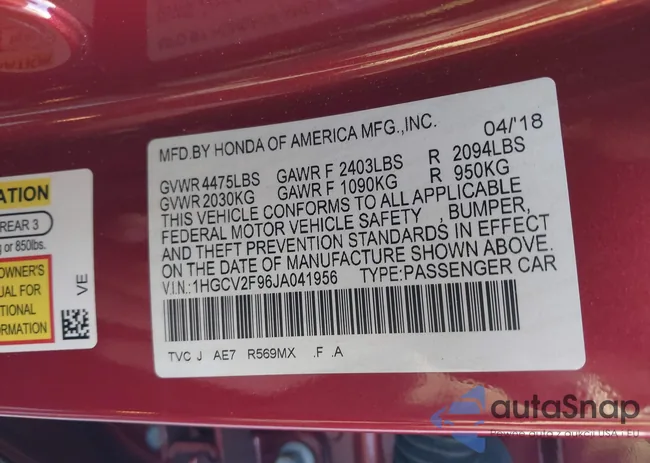 MFD.BY HONDA OF AMERICA MFG.,INC. 04/'18
GVWR 4475LBS GAWR F 2403LBS R 2094LBS
GVWR 2030KG GAWR F 1090KG R 950KG
THIS VEHICLE CONFORMS TO ALL APPLICABLE
FEDERAL MOTOR VEHICLE SAFETY , BUMPER,
AND THEFT PREVENTION STANDARDS IN EFFECT
ON THE DATE OF MANUFACTURE SHOWN ABOVE.
V.I.N.:1HGCV2F96JA041956 TYPE:PASSENGER CAR
TVC J AE7 R569MX .F .A
ATION
REAR 3
or 850lbs.
OWNER'S
UAL FOR
TIONAL
ORMATION
VE
autaSnap